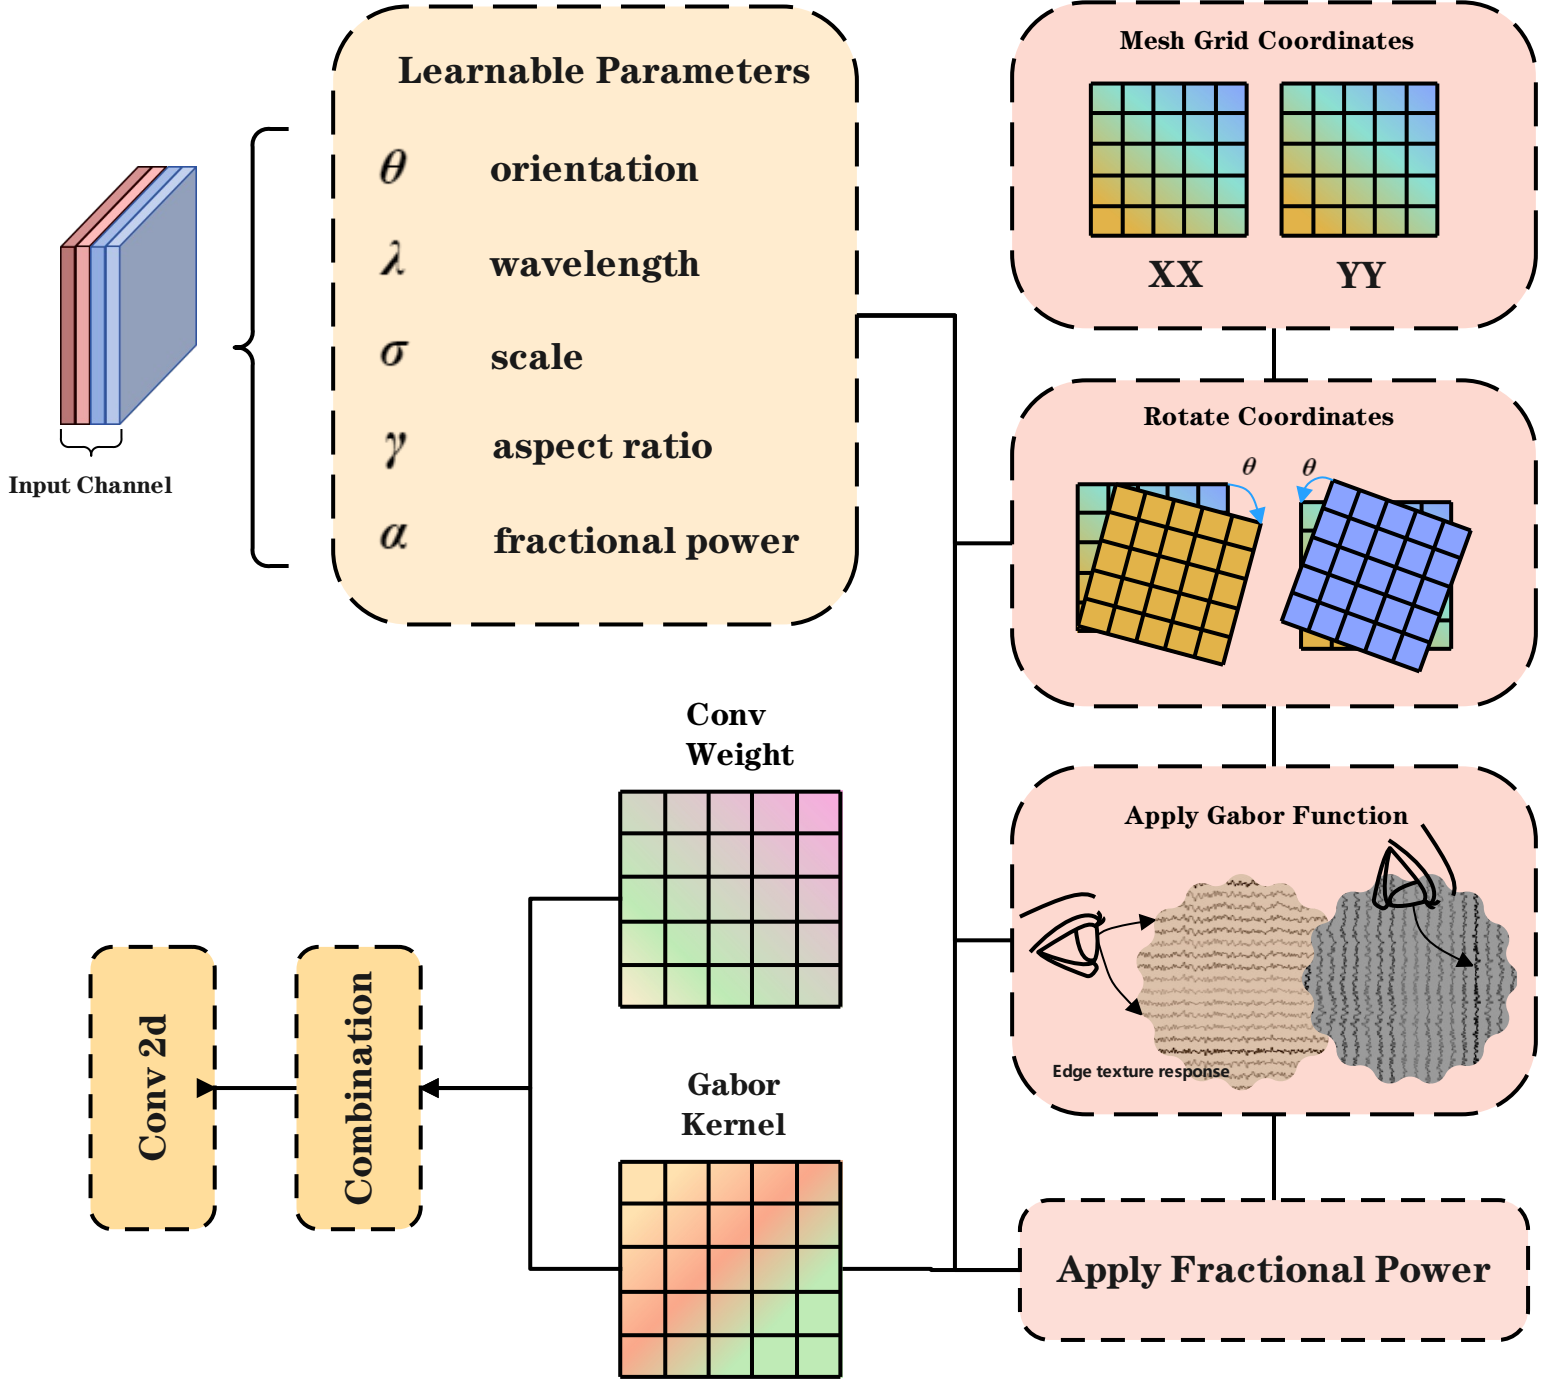 Learnable Parameters
θ orientation
λ wavelength
σ scale
γ aspect ratio
α fractional power
Input Channel
Mesh Grid Coordinates
XX YY
Rotate Coordinates
θ θ
Apply Gabor Function
Edge texture response
Apply Fractional Power
Conv
Weight
Gabor
Kernel
Combination
Conv 2d